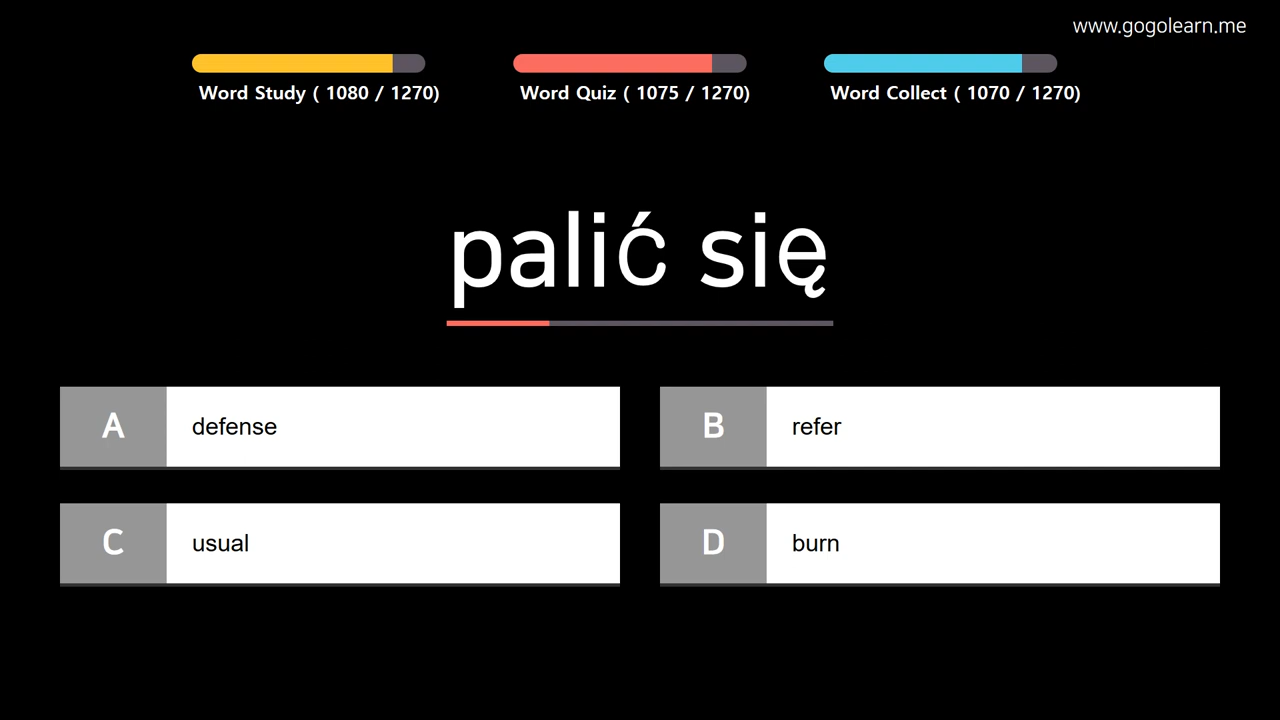 www.gogolearn.me
Word Study ( 1080 / 1270)
Word Quiz ( 1075 / 1270)
Word Collect ( 1070 / 1270)
palić się
A defense
B refer
C usual
D burn